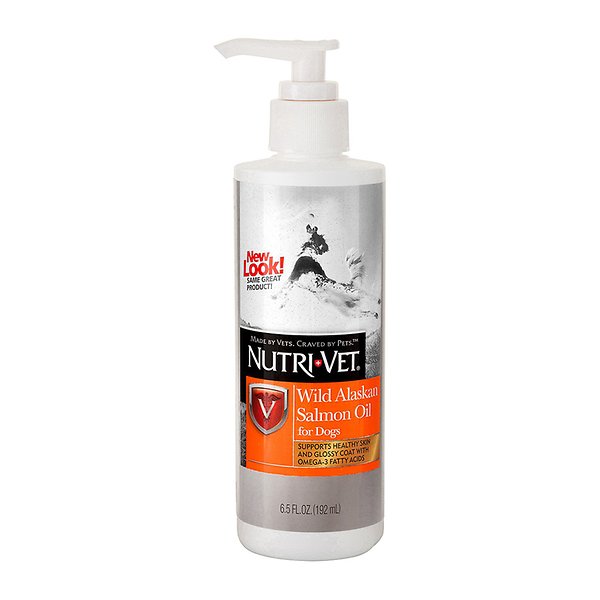 New
Look!
SAME GREAT
PRODUCT!
MADE BY VETS. CRAVED BY PETS.™
NUTRI+VET®
V
Wild Alaskan
Salmon Oil
for Dogs
SUPPORTS HEALTHY SKIN
AND GLOSSY COAT WITH
OMEGA-3 FATTY ACIDS
6.5 FL.OZ. (192 mL)